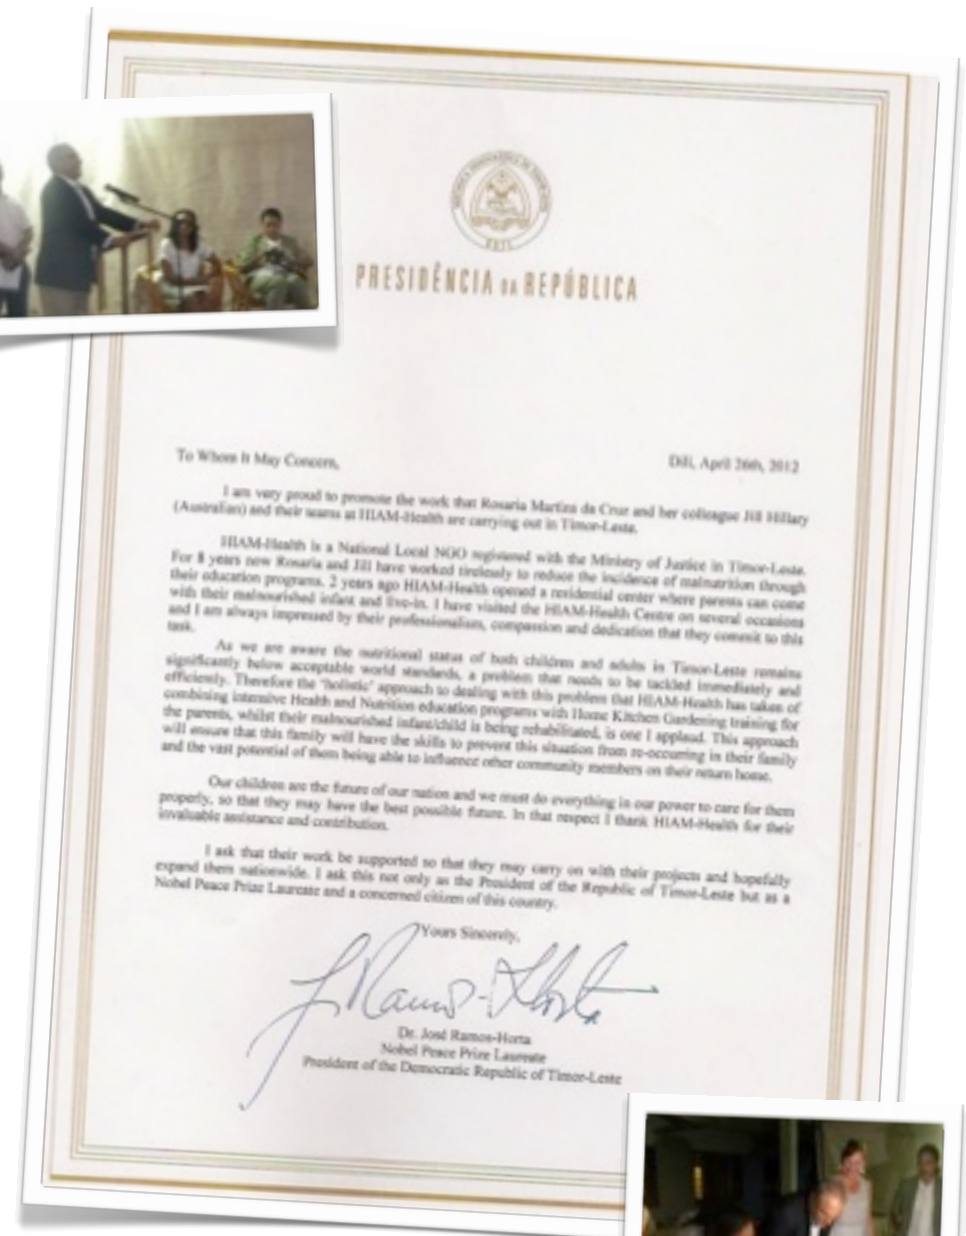 PRESIDÊNCIA DA REPÚBLICA
To Whom It May Concern,
Dili, April 26th, 2012
I am very proud to promote the work that Rosaria Martins da Cruz and her colleague Jill Hillary
(Australian) and their teams at HIAM-Health are carrying out in Timor-Leste.
HIAM-Health is a National Local NGO registered with the Ministry of Justice in Timor-Leste.
For 8 years now Rosaria and Jill have worked tirelessly to reduce the incidence of malnutrition through
their education programs. 2 years ago HIAM-Health opened a residential center where parents can come
with their malnourished infant and live-in. I have visited the HIAM-Health Centre on several occasions
and I am always impressed by their professionalism, compassion and dedication that they commit to this
task.
As we are aware the nutritional status of both children and adults in Timor-Leste remains
significantly below acceptable world standards, a problem that needs to be tackled immediately and
efficiently. Therefore the "holistic" approach to dealing with this problem that HIAM-Health has taken of
combining intensive Health and Nutrition education programs with Home Kitchen Gardening training for
the parents, whilst their malnourished infant/child is being rehabilitated, is one I applaud. This approach
will ensure that this family will have the skills to prevent this situation from re-occurring in their family
and the vast potential of them being able to influence other community members on their return home.
Our children are the future of our nation and we must do everything in our power to care for them
properly, so that they may have the best possible future. In that respect I thank HIAM-Health for their
invaluable assistance and contribution.
I ask that their work be supported so that they may carry on with their projects and hopefully
expand them nationwide. I ask this not only as the President of the Republic of Timor-Leste but as a
Nobel Peace Prize Laureate and a concerned citizen of this country.
Yours Sincerely,
J Ramos-Horta
Dr. José Ramos-Horta
Nobel Peace Prize Laureate
President of the Democratic Republic of Timor-Leste